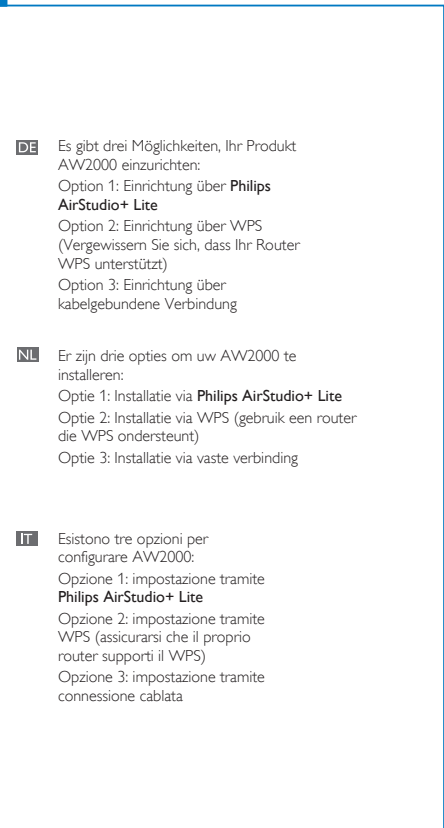 DE Es gibt drei Möglichkeiten, Ihr Produkt
AW2000 einzurichten:
Option 1: Einrichtung über Philips
AirStudio+ Lite
Option 2: Einrichtung über WPS
(Vergewissern Sie sich, dass Ihr Router
WPS unterstützt)
Option 3: Einrichtung über
kabelgebundene Verbindung
NL Er zijn drie opties om uw AW2000 te
installeren:
Optie 1: Installatie via Philips AirStudio+ Lite
Optie 2: Installatie via WPS (gebruik een router
die WPS ondersteunt)
Optie 3: Installatie via vaste verbinding
IT Esistono tre opzioni per
configurare AW2000:
Opzione 1: impostazione tramite
Philips AirStudio+ Lite
Opzione 2: impostazione tramite
WPS (assicurarsi che il proprio
router supporti il WPS)
Opzione 3: impostazione tramite
connessione cablata